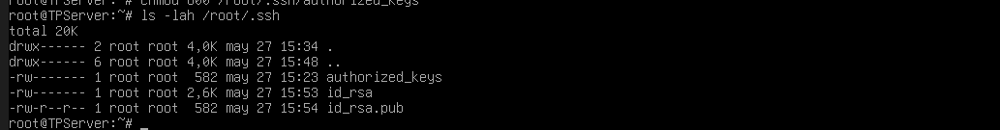 root@TPServer:~# chmod 600 /root/.ssh/authorized_keys
root@TPServer:~# ls -lah /root/.ssh
total 20K
drwx------ 2 root root 4,0K may 27 15:34 .
drwx------ 6 root root 4,0K may 27 15:48 ..
-rw------- 1 root root  582 may 27 15:23 authorized_keys
-rw------- 1 root root 2,6K may 27 15:53 id_rsa
-rw-r--r-- 1 root root  582 may 27 15:54 id_rsa.pub
root@TPServer:~# _